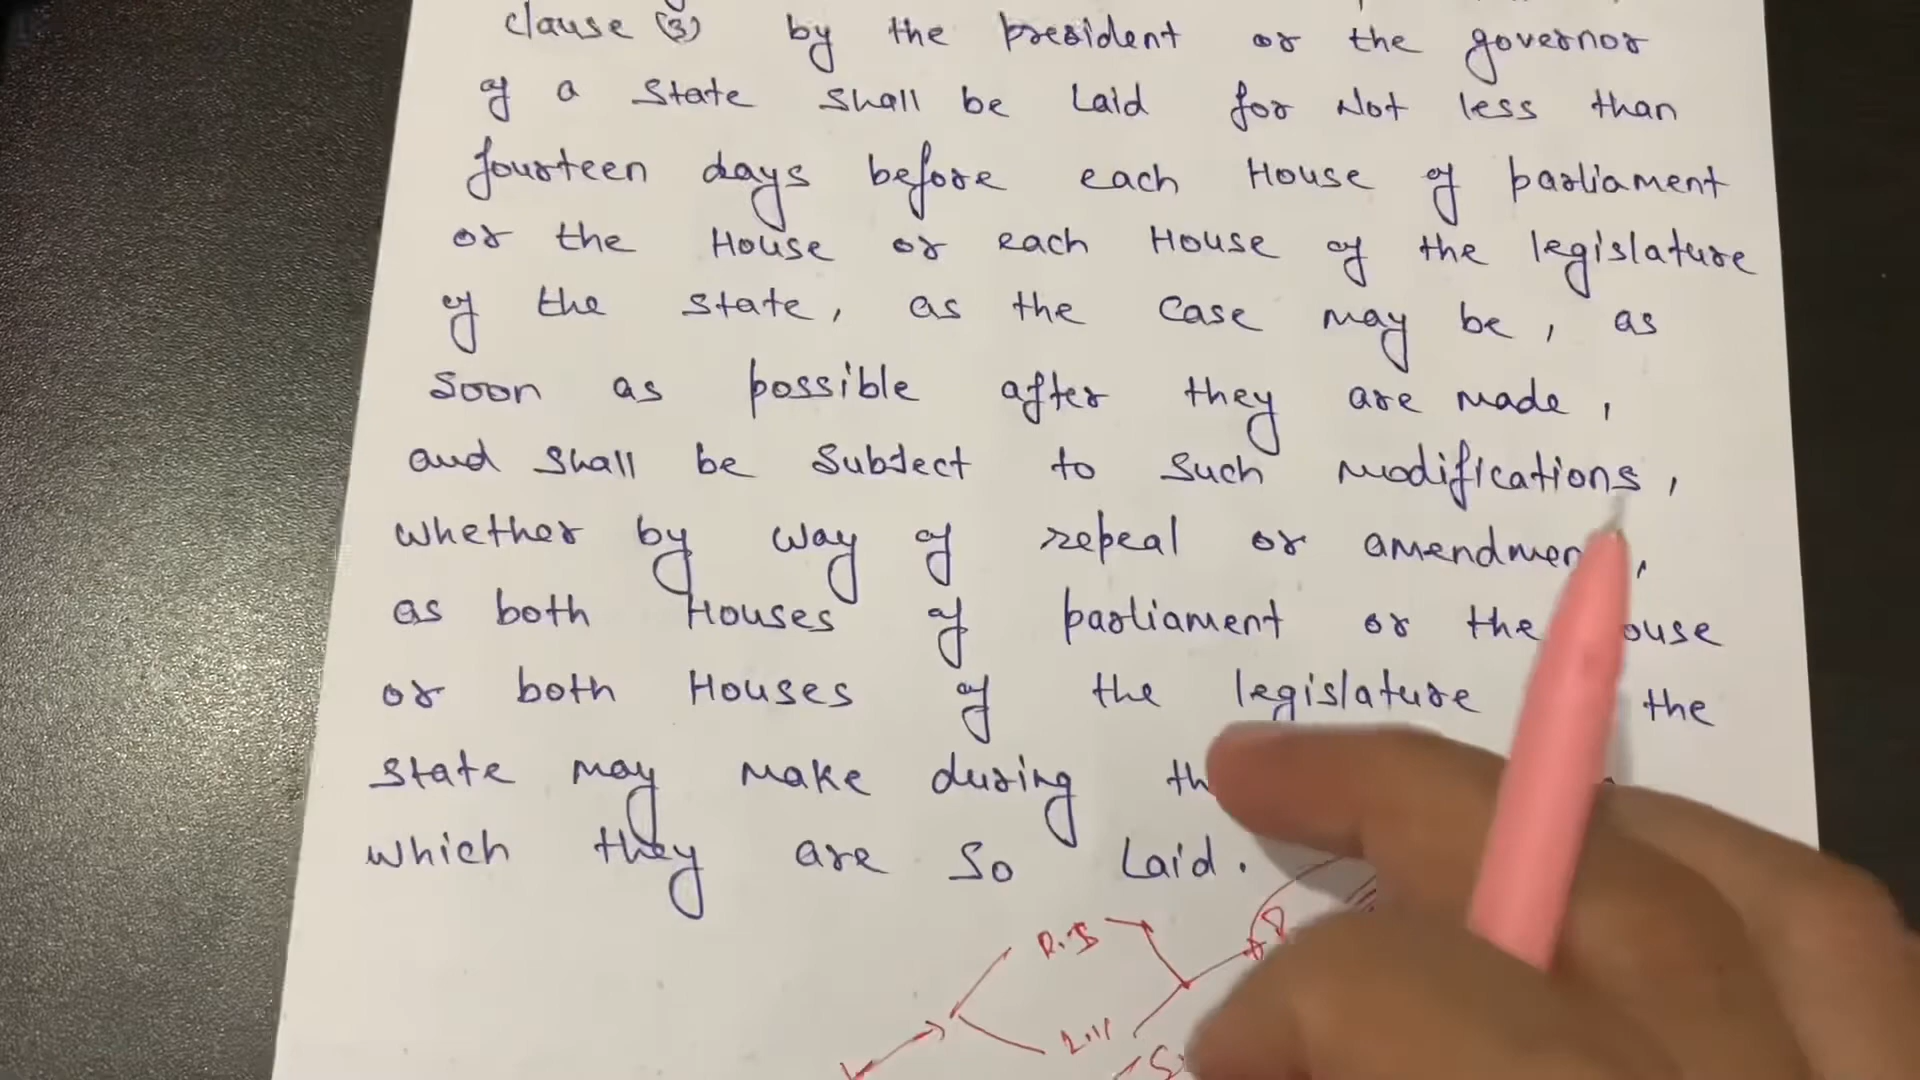 clause (3) by the president or the governor
of a state shall be laid for not less than
fourteen days before each House of parliament
or the House or each House of the legislature
of the state, as the case may be, as
soon as possible after they are made,
and shall be subject to such modifications,
whether by way of repeal or
as both Houses of parliament or the
or both Houses of the legislature the
state may make during
which they are so laid.
R.S